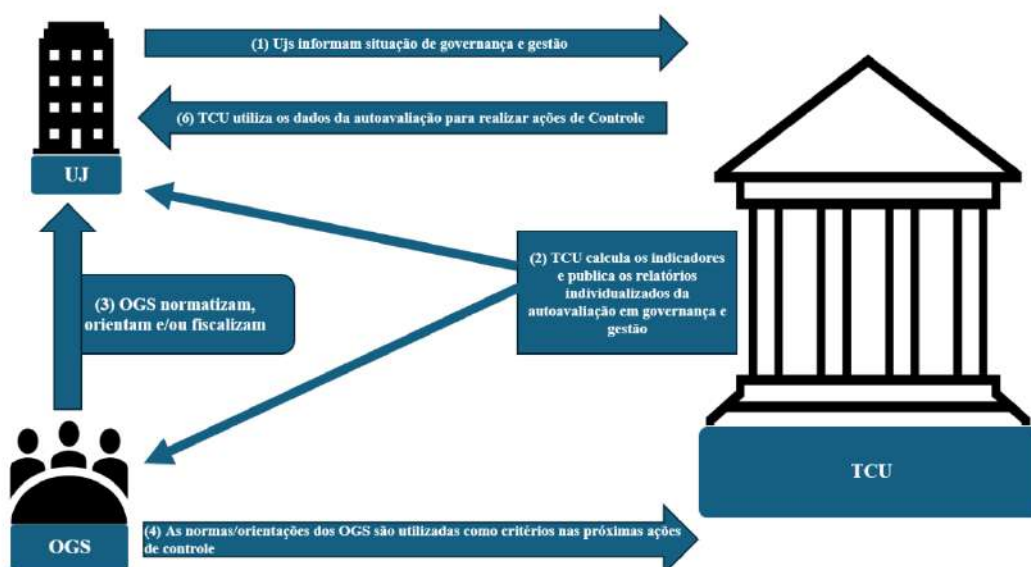 (1) Ujs informam situação de governança e gestão
(6) TCU utiliza os dados da autoavaliação para realizar ações de Controle
UJ
(2) TCU calcula os indicadores
e publica os relatórios
individualizados da
autoavaliação em governança e
gestão
(3) OGS normatizam,
orientam e/ou fiscalizam
TCU
(4) As normas/orientações dos OGS são utilizadas como critérios nas próximas ações
de controle
OGS